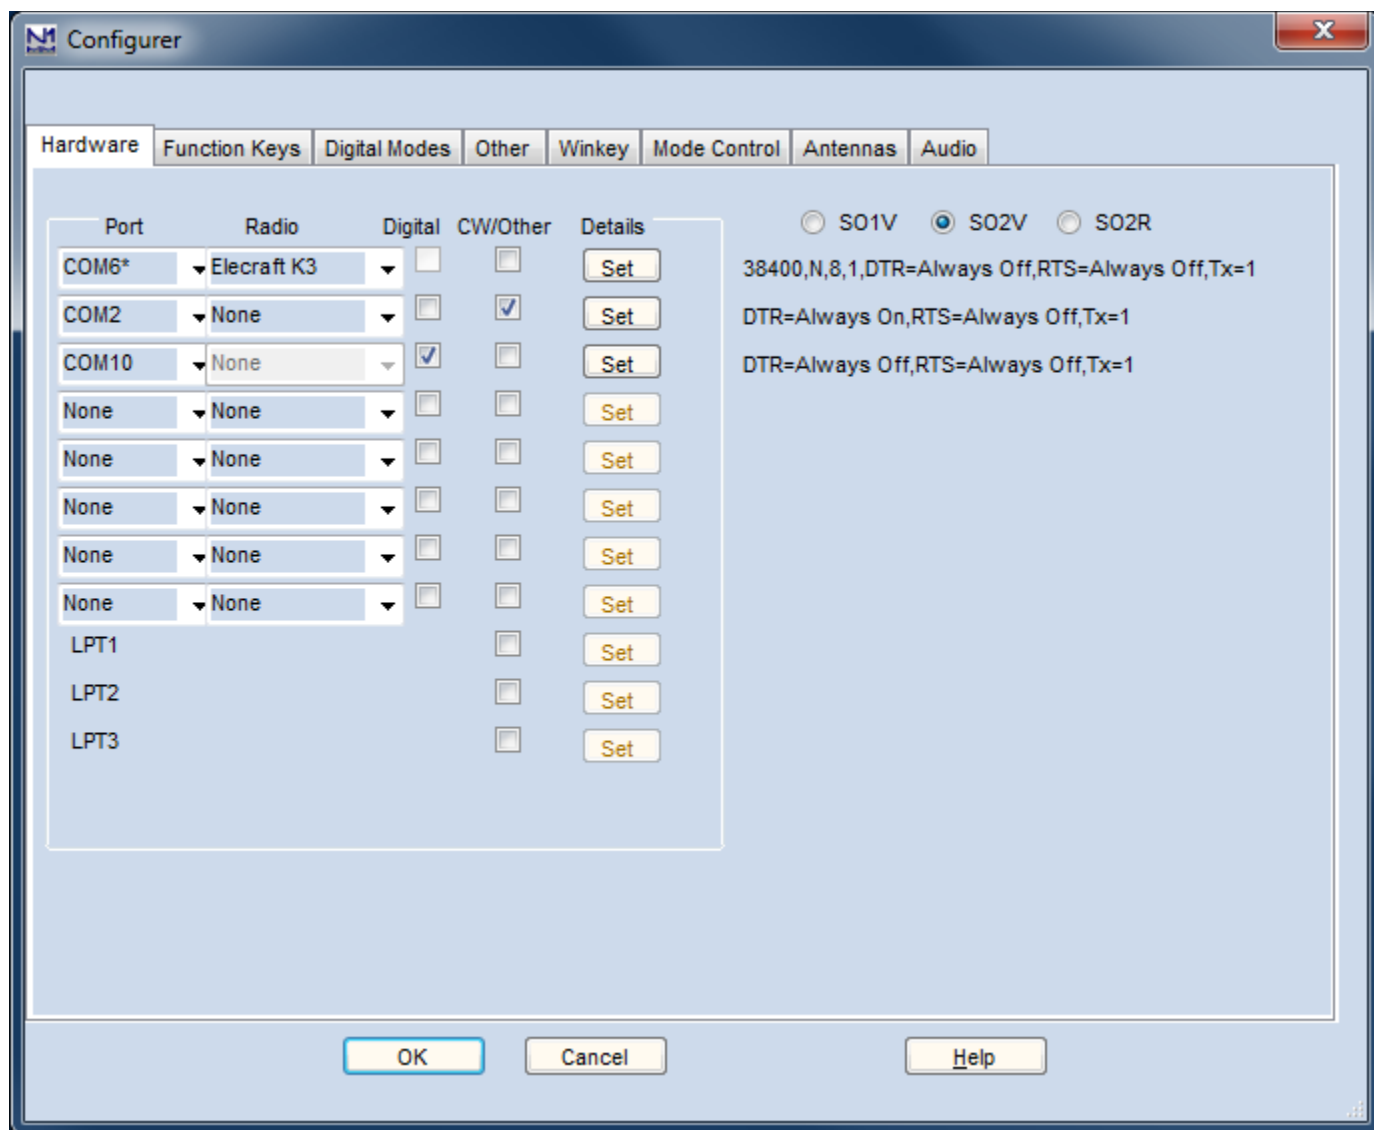 N1 Configurer
Hardware Function Keys Digital Modes Other Winkey Mode Control Antennas Audio
Port Radio Digital CW/Other Details SO1V SO2V SO2R
COM6* Elecraft K3 Set 38400,N,8,1,DTR=Always Off,RTS=Always Off,Tx=1
COM2 None Set DTR=Always On,RTS=Always Off,Tx=1
COM10 None Set DTR=Always Off,RTS=Always Off,Tx=1
None None Set
None None Set
None None Set
None None Set
None None Set
LPT1 Set
LPT2 Set
LPT3 Set
OK Cancel Help